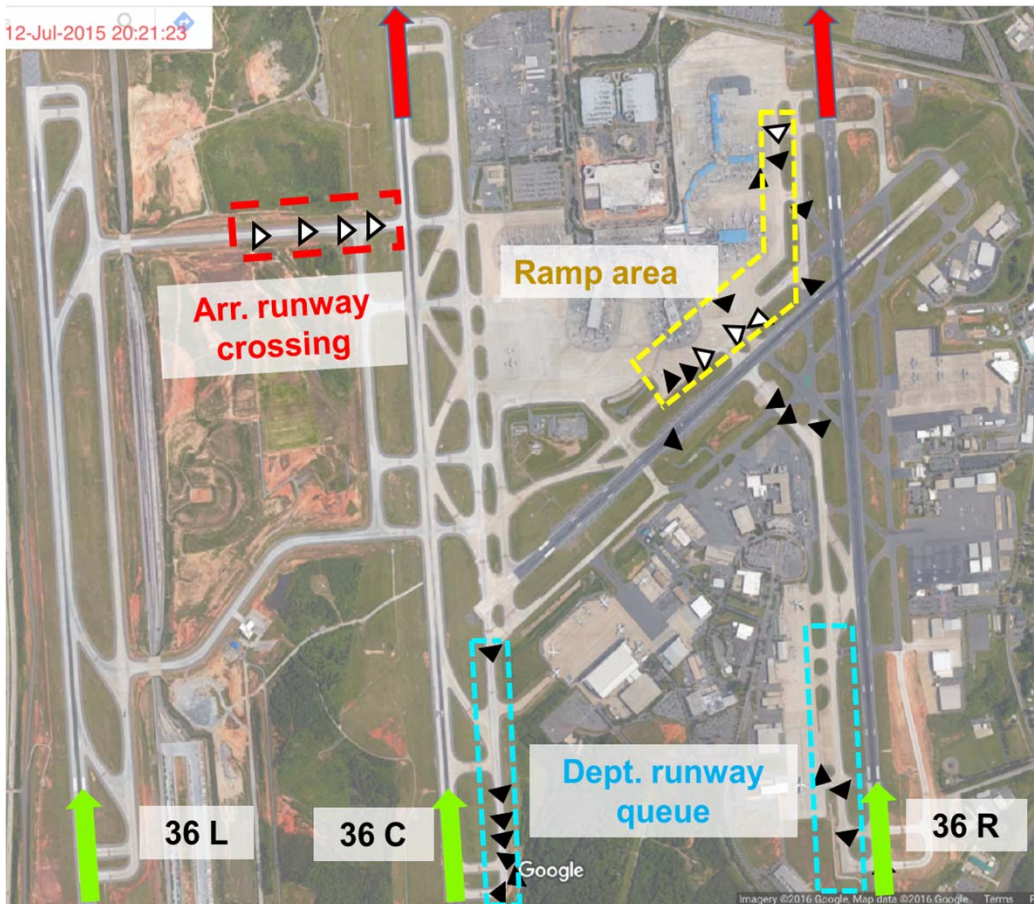 12-Jul-2015 20:21:23
Ramp area
Arr. runway
crossing
Dept. runway
queue
36 L
36 C
36 R
Google
Imagery ©2016 Google, Map data ©2016 Google
Terms